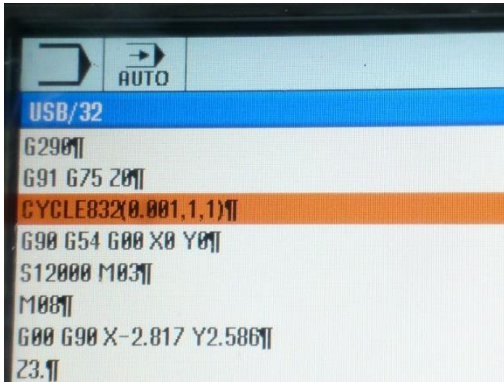 AUTO
USB/32
G290¶
G91 G75 Z0¶
CYCLE832(0.001,1,1)¶
G90 G54 G00 X0 Y0¶
S12000 M03¶
M08¶
G00 G90 X-2.817 Y2.586¶
Z3.¶